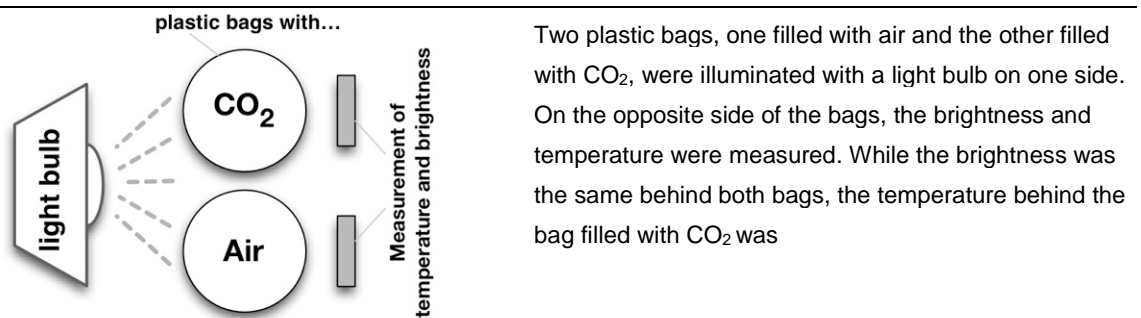 plastic bags with…
light bulb
CO₂
Air
Measurement of
temperature and brightness
Two plastic bags, one filled with air and the other filled
with CO₂, were illuminated with a light bulb on one side.
On the opposite side of the bags, the brightness and
temperature were measured. While the brightness was
the same behind both bags, the temperature behind the
bag filled with CO₂ was